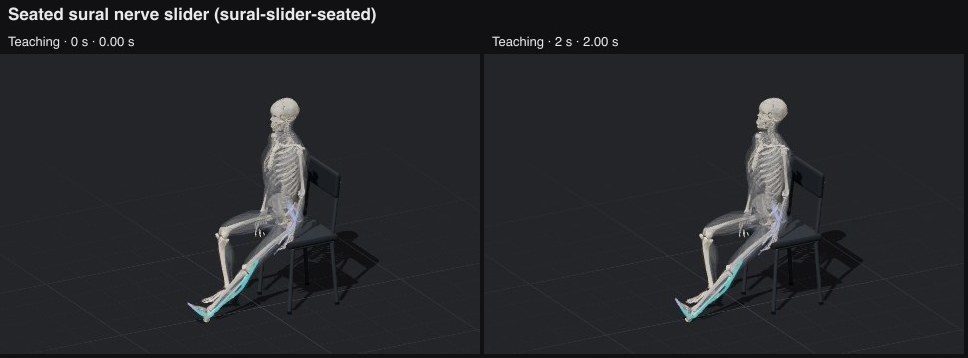 Seated sural nerve slider (sural-slider-seated)
Teaching · 0 s · 0.00 s
Teaching · 2 s · 2.00 s